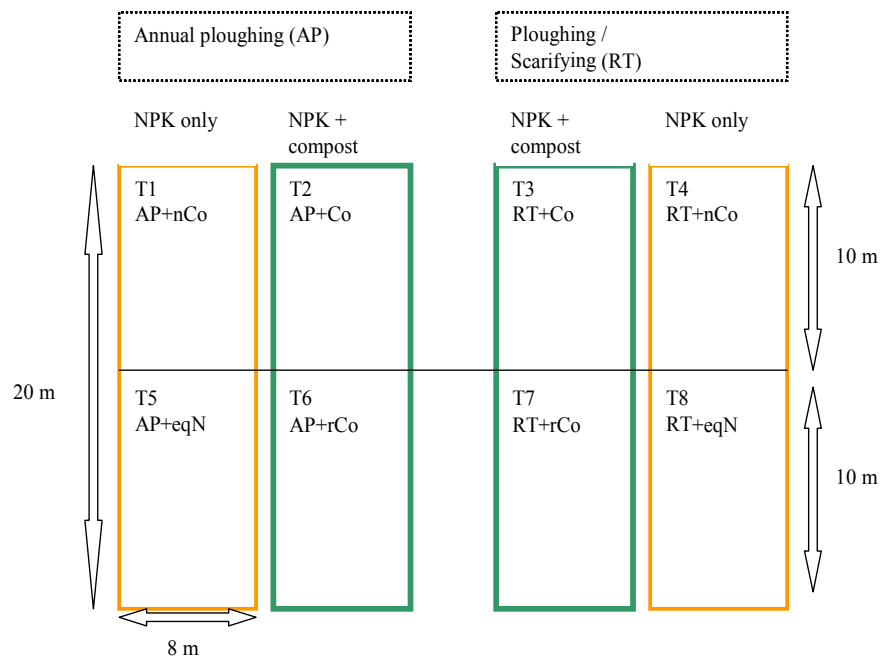 Annual ploughing (AP)
Ploughing /
Scarifying (RT)
NPK only
NPK +
compost
NPK +
compost
NPK only
T1
AP+nCo
T2
AP+Co
T3
RT+Co
T4
RT+nCo
10 m
20 m
T5
AP+eqN
T6
AP+rCo
T7
RT+rCo
T8
RT+eqN
10 m
8 m